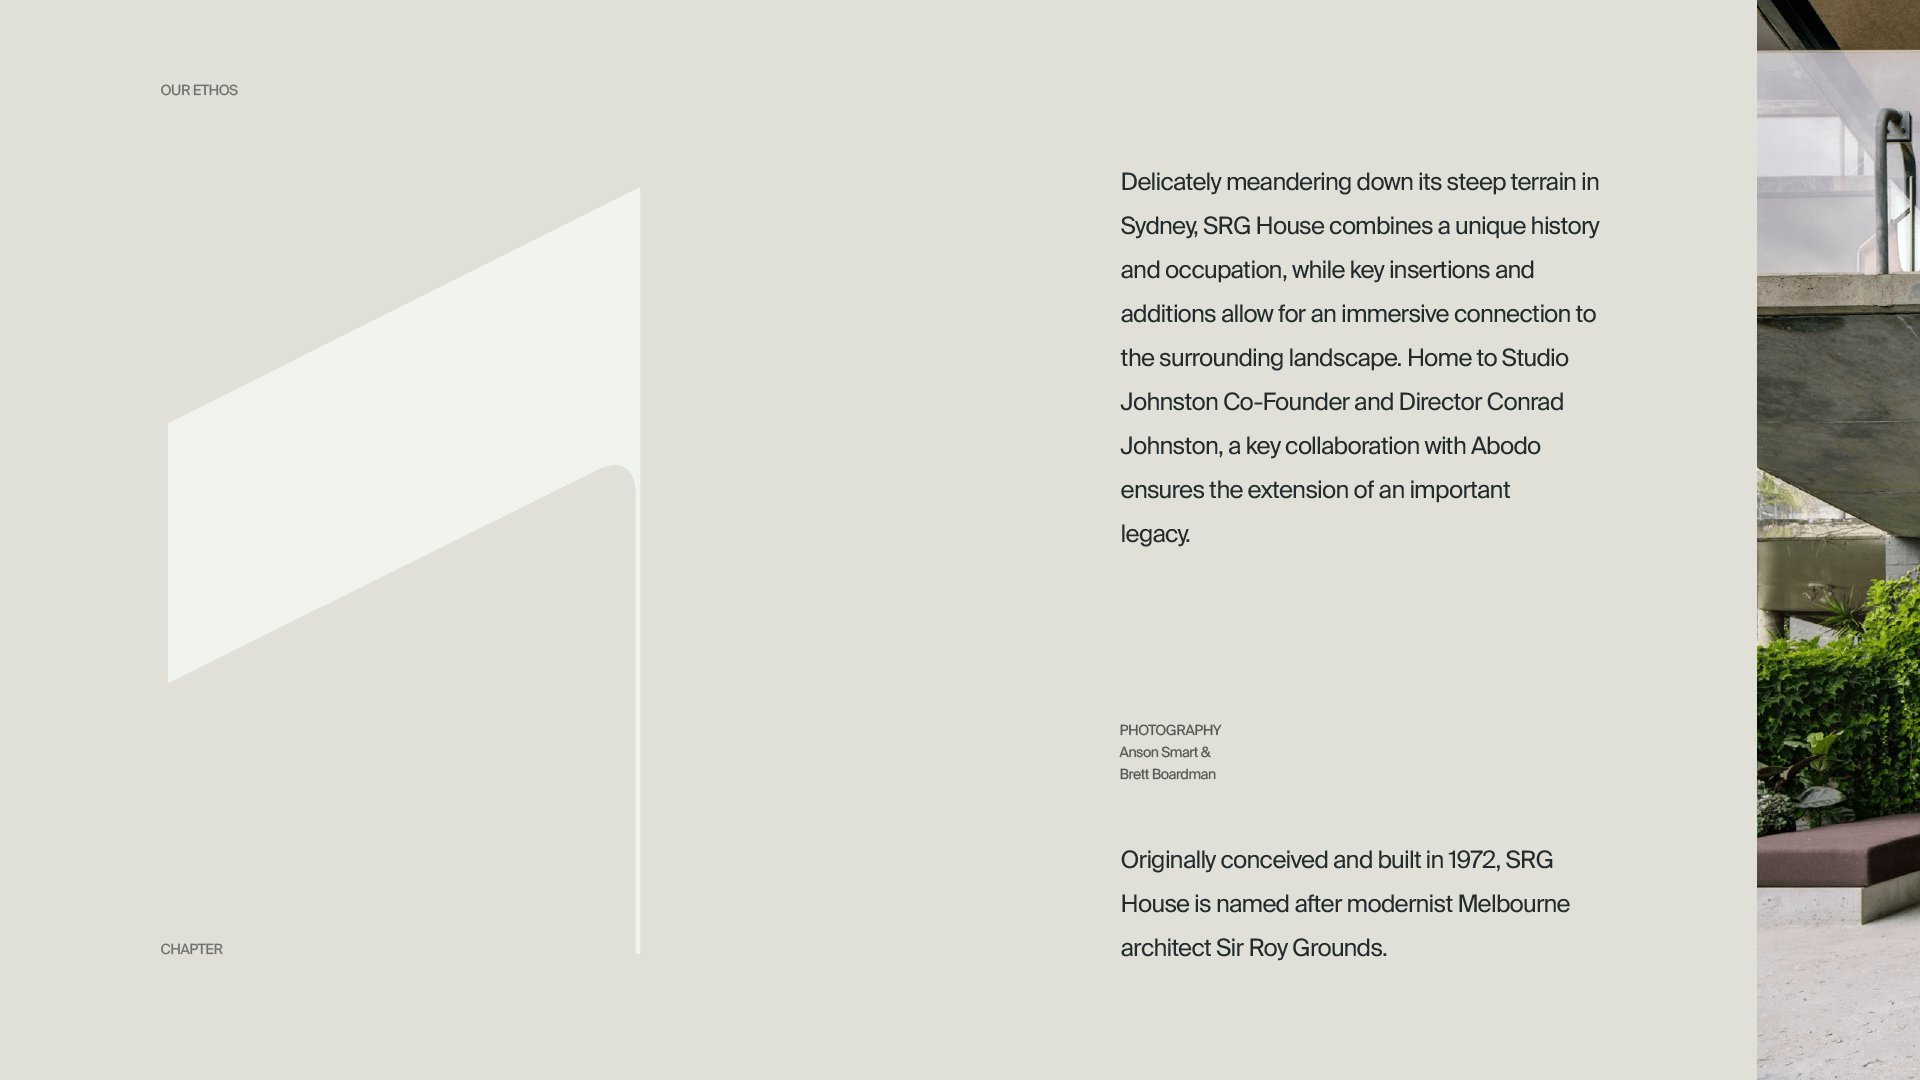 OUR ETHOS
Delicately meandering down its steep terrain in
Sydney, SRG House combines a unique history
and occupation, while key insertions and
additions allow for an immersive connection to
the surrounding landscape. Home to Studio
Johnston Co-Founder and Director Conrad
Johnston, a key collaboration with Abodo
ensures the extension of an important
legacy.
PHOTOGRAPHY
Anson Smart &
Brett Boardman
Originally conceived and built in 1972, SRG
House is named after modernist Melbourne
architect Sir Roy Grounds.
CHAPTER